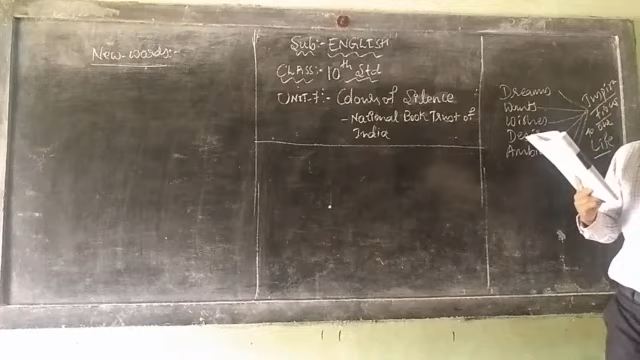 New-words:-
Sub:- ENGLISH
CLASS:- 10th Std
UNIT-7:- Colours of Silence
- National Book Trust of
India
Dreams
Wants
Wishes
Life